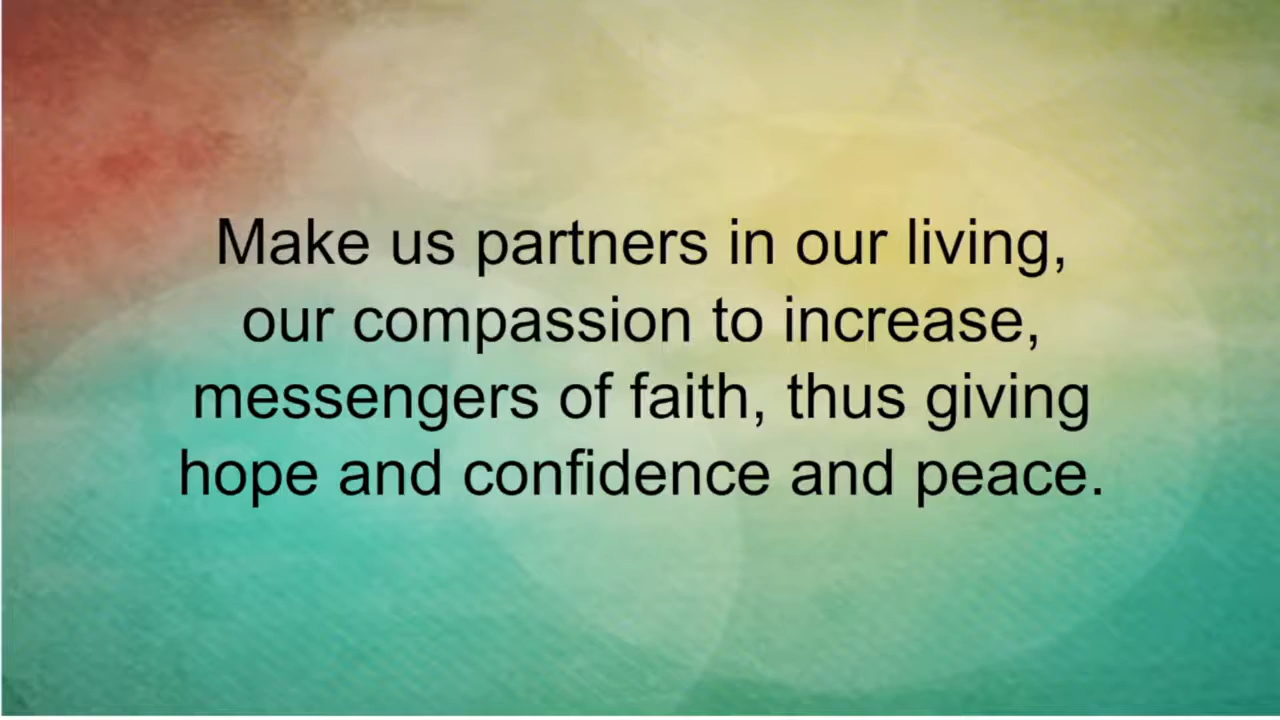 Make us partners in our living,
our compassion to increase,
messengers of faith, thus giving
hope and confidence and peace.